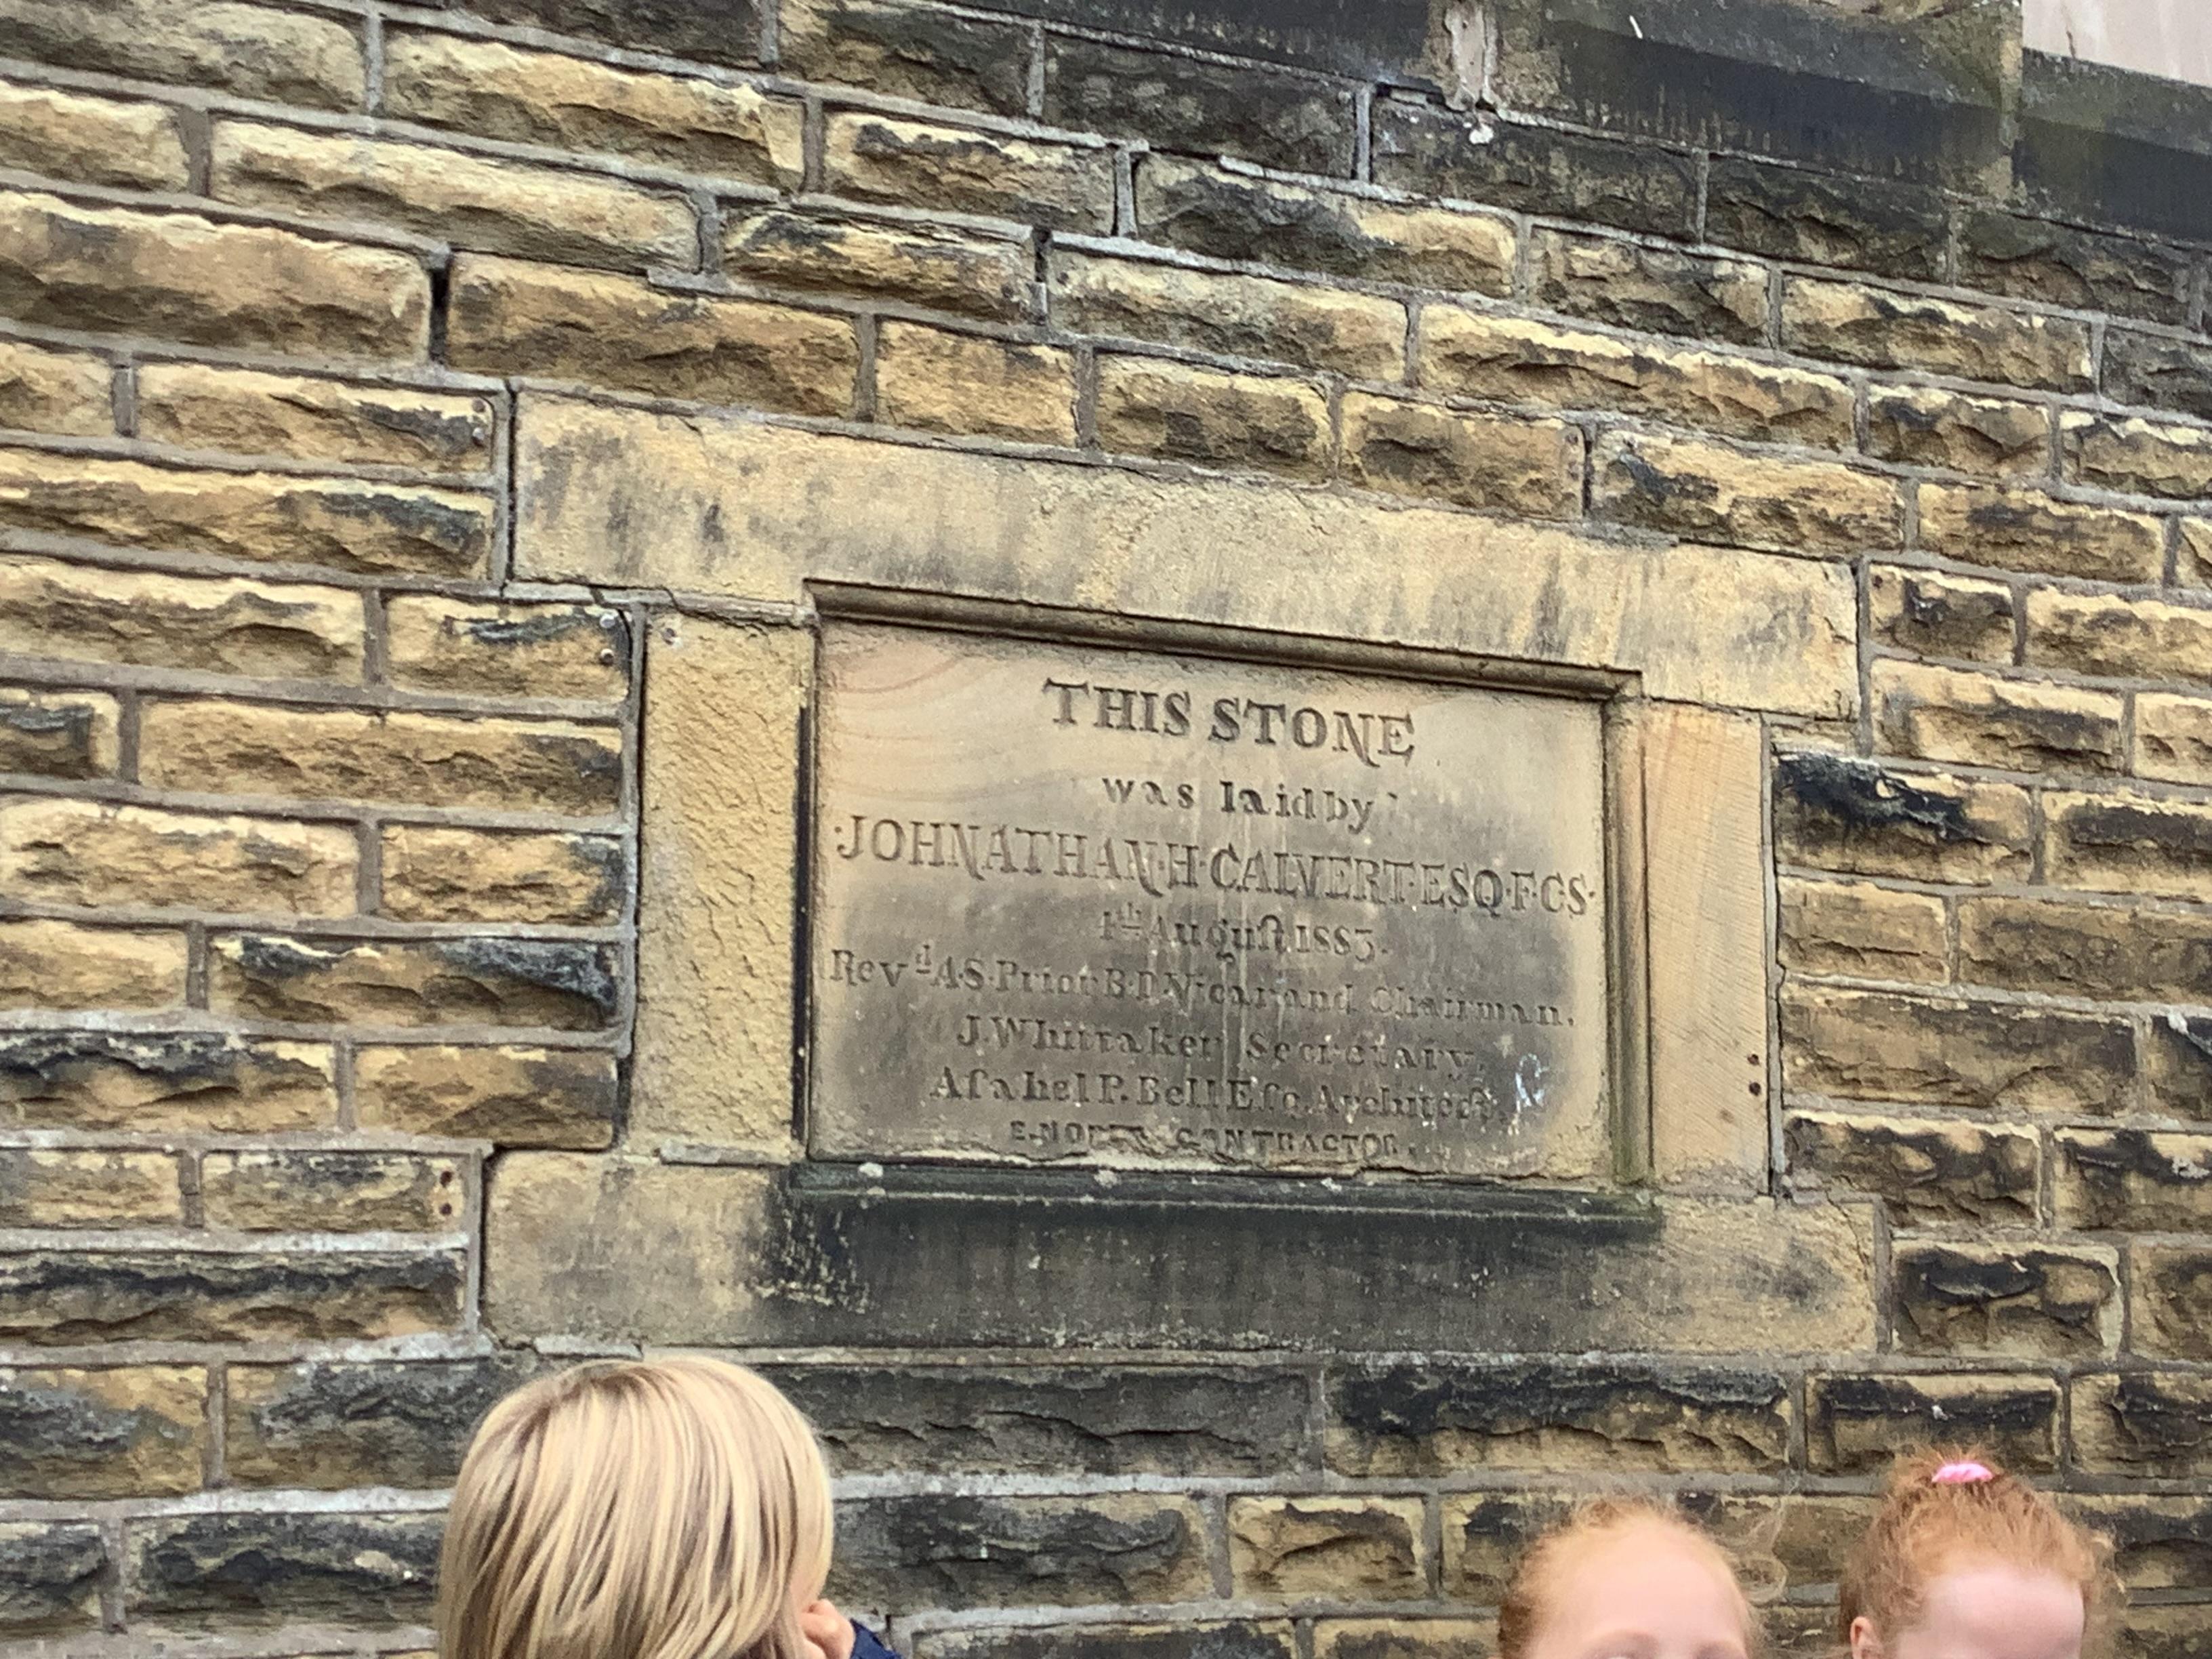 THIS STONE
was laid by
·JOHNATHAN·H·CALVERT·ESQ·F·C·S·
4th Auguſt, 1883.
Revd A·S·Prior B·D Vicar and Chairman.
J. Whittaker Secretary,
Aſahel P. Bell Eſq. Architect.
CONTRACTOR.